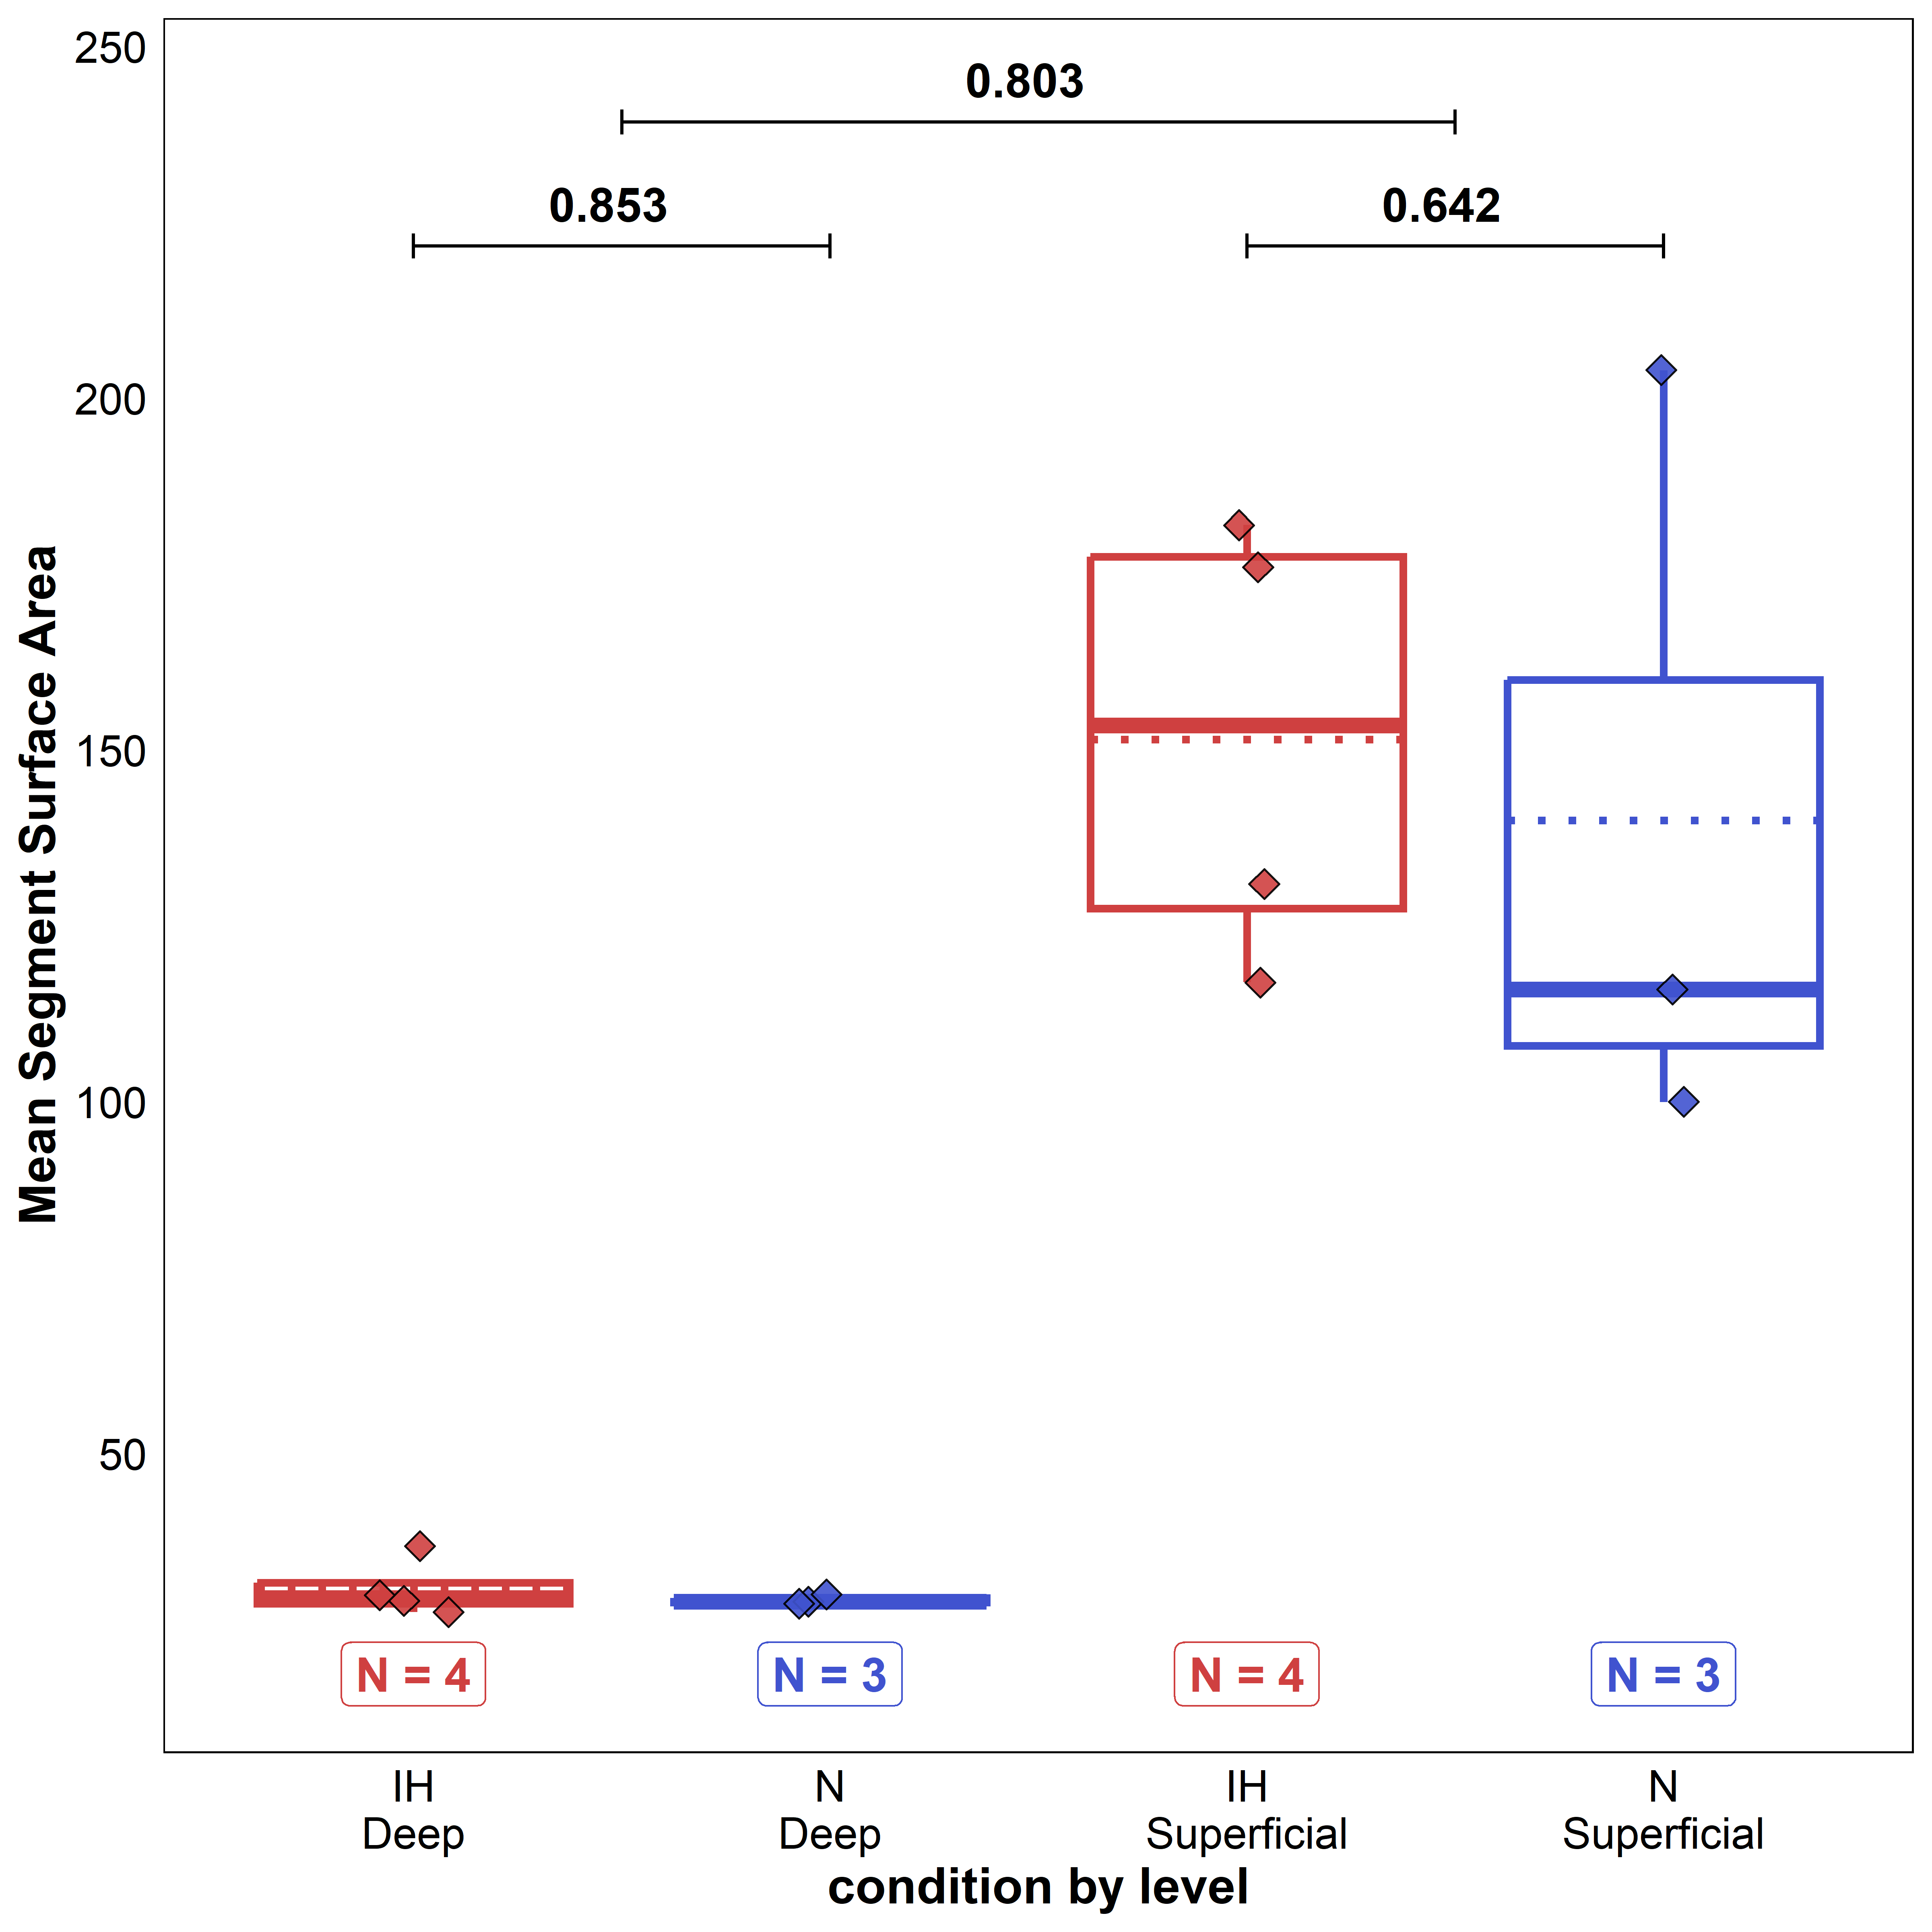 250
0.803
0.853
0.642
200
150
100
50
Mean Segment Surface Area
N = 4
N = 3
N = 4
N = 3
IH
Deep
N
Deep
IH
Superficial
N
Superficial
condition by level